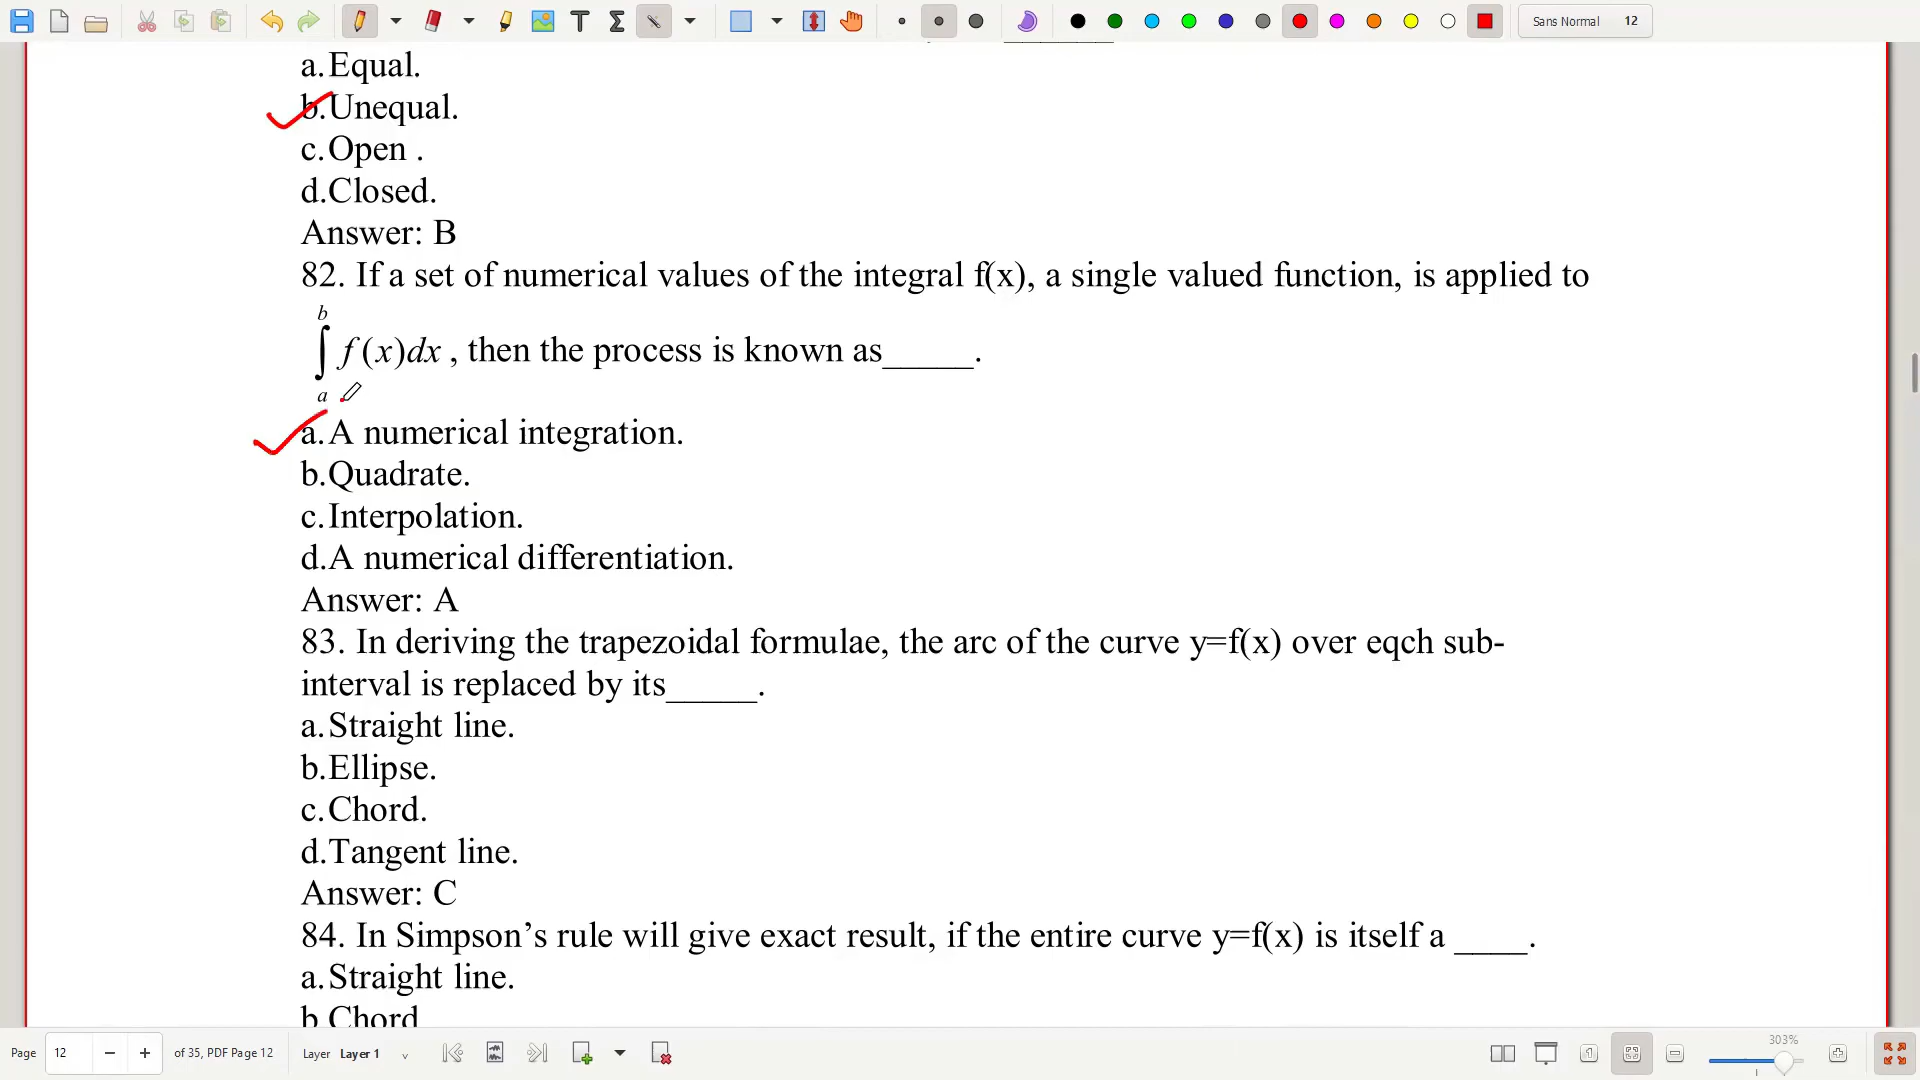 Sans Normal 12
a.Equal.
b.Unequal.
c.Open .
d.Closed.
Answer: B
82. If a set of numerical values of the integral f(x), a single valued function, is applied to
b
∫ f (x)dx , then the process is known as_____.
a
a.A numerical integration.
b.Quadrate.
c.Interpolation.
d.A numerical differentiation.
Answer: A
83. In deriving the trapezoidal formulae, the arc of the curve y=f(x) over eqch sub-
interval is replaced by its_____.
a.Straight line.
b.Ellipse.
c.Chord.
d.Tangent line.
Answer: C
84. In Simpson’s rule will give exact result, if the entire curve y=f(x) is itself a ____.
a.Straight line.
b.Chord
Page 12 of 35, PDF Page 12 Layer Layer 1 303%